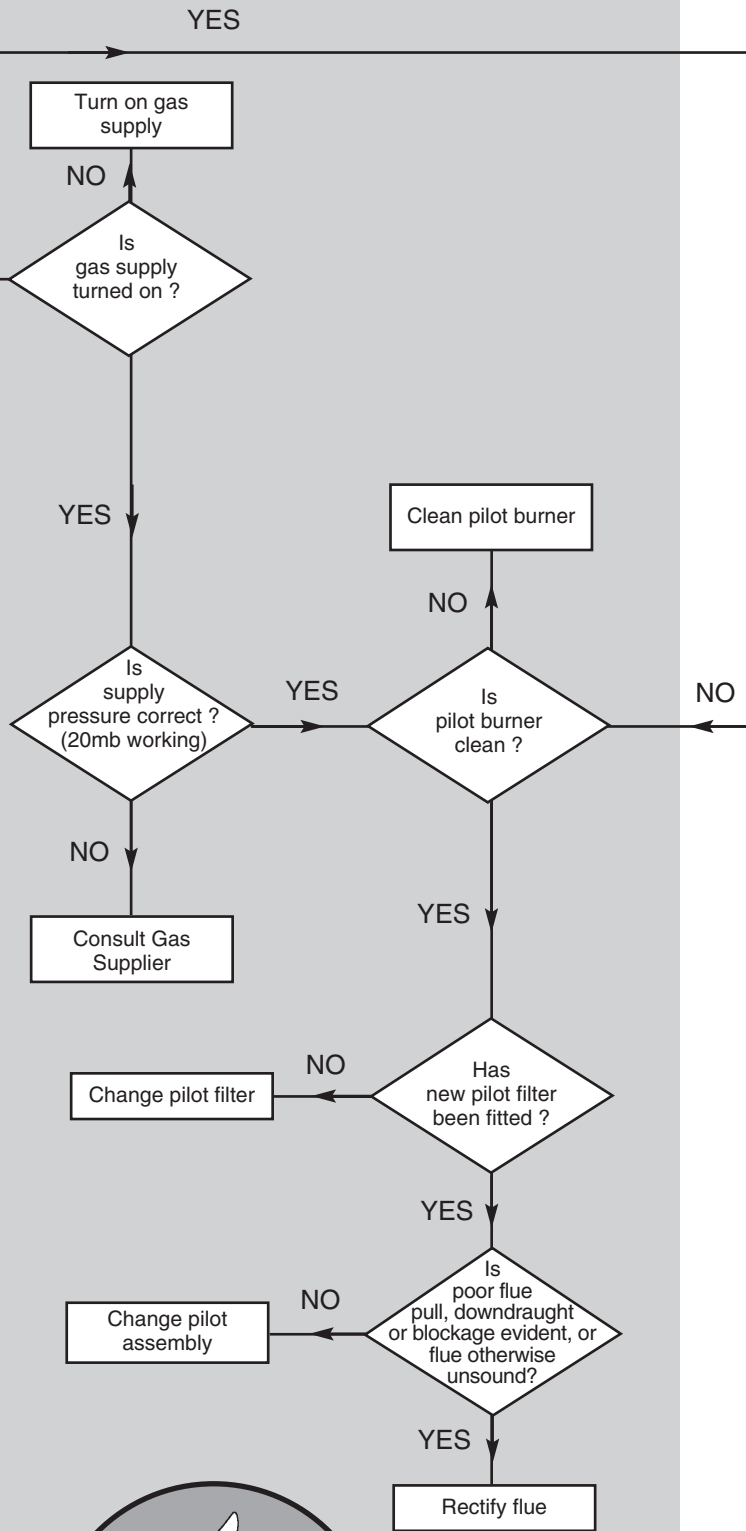 YES
Turn on gas
supply
NO
Is
gas supply
turned on ?
YES
Clean pilot burner
NO
Is
supply
pressure correct ?
(20mb working)
YES
Is
pilot burner
clean ?
NO
NO
Consult Gas
Supplier
YES
Has
new pilot filter
been fitted ?
NO
Change pilot filter
YES
Is
poor flue
pull, downdraught
or blockage evident, or
flue otherwise
unsound?
NO
Change pilot
assembly
YES
Rectify flue